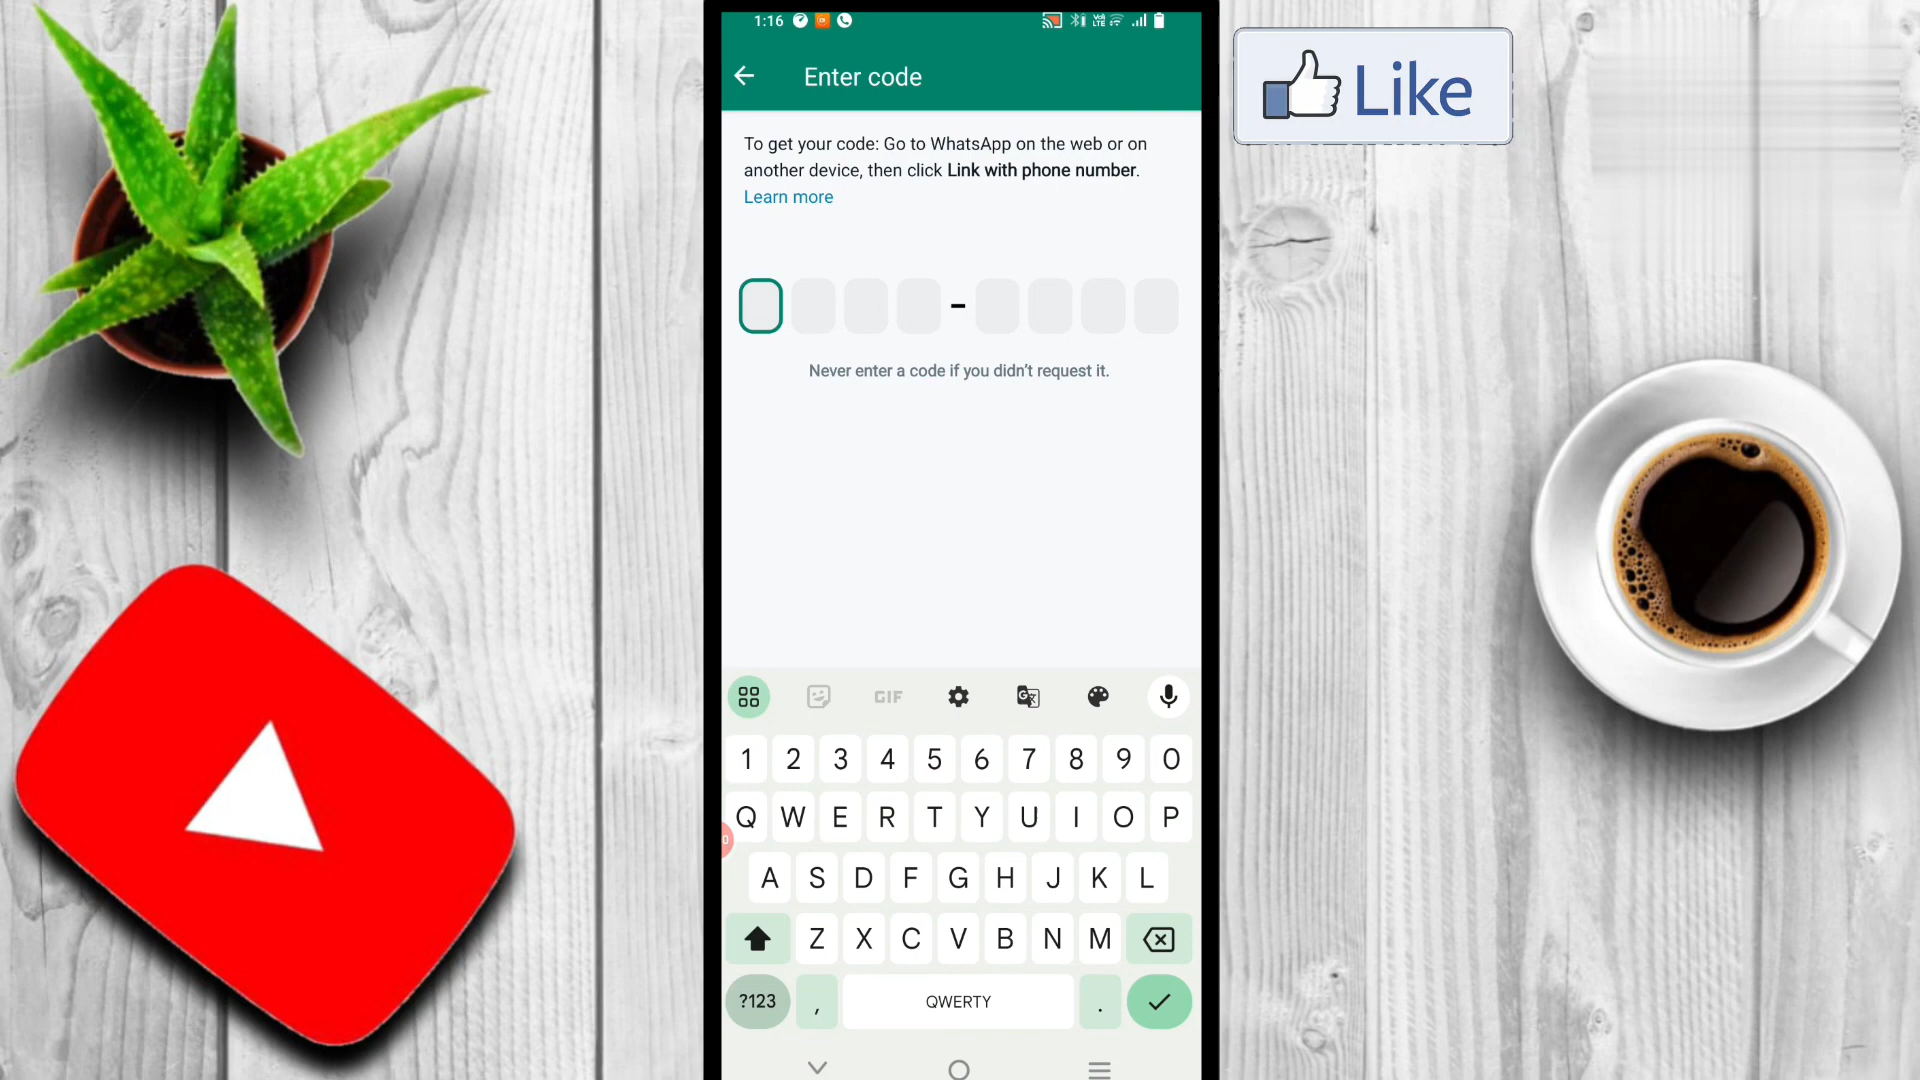 1:16
Enter code
Like
To get your code: Go to WhatsApp on the web or on
another device, then click Link with phone number.
Learn more
–
Never enter a code if you didn’t request it.
GIF
1 2 3 4 5 6 7 8 9 0
Q W E R T Y U I O P
A S D F G H J K L
Z X C V B N M
?123 , QWERTY .